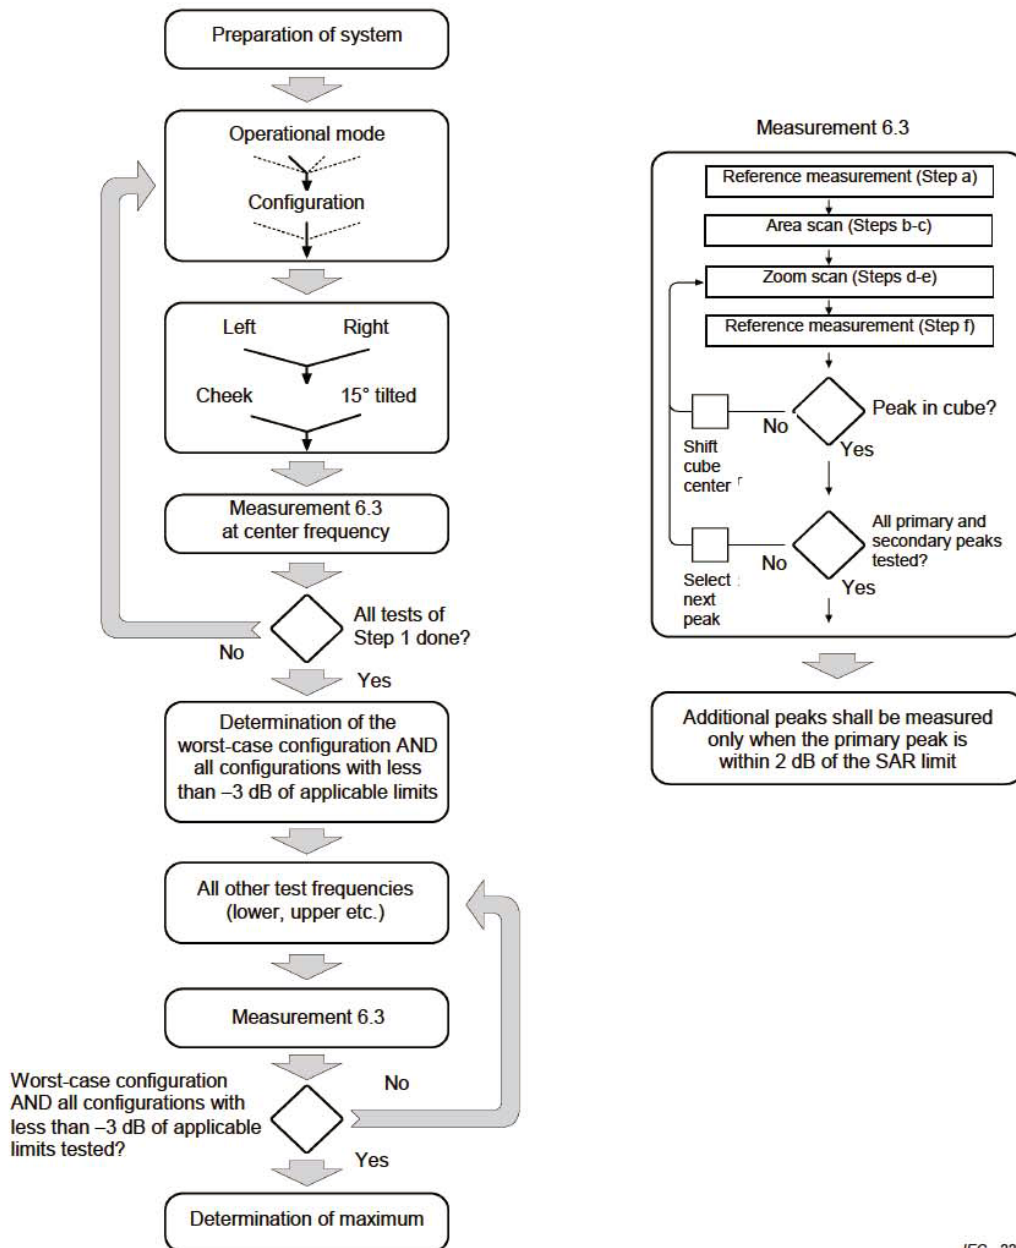 Preparation of system
Operational mode
Configuration
Left Right
Cheek 15° tilted
Measurement 6.3
at center frequency
All tests of
Step 1 done?
No
Yes
Determination of the
worst-case configuration AND
all configurations with less
than –3 dB of applicable limits
All other test frequencies
(lower, upper etc.)
Measurement 6.3
Worst-case configuration
AND all configurations with
less than –3 dB of applicable
limits tested?
No
Yes
Determination of maximum
Measurement 6.3
Reference measurement (Step a)
Area scan (Steps b-c)
Zoom scan (Steps d-e)
Reference measurement (Step f)
Peak in cube?
No
Yes
Shift
cube
center
All primary and
secondary peaks
tested?
No
Yes
Select
next
peak
Additional peaks shall be measured
only when the primary peak is
within 2 dB of the SAR limit